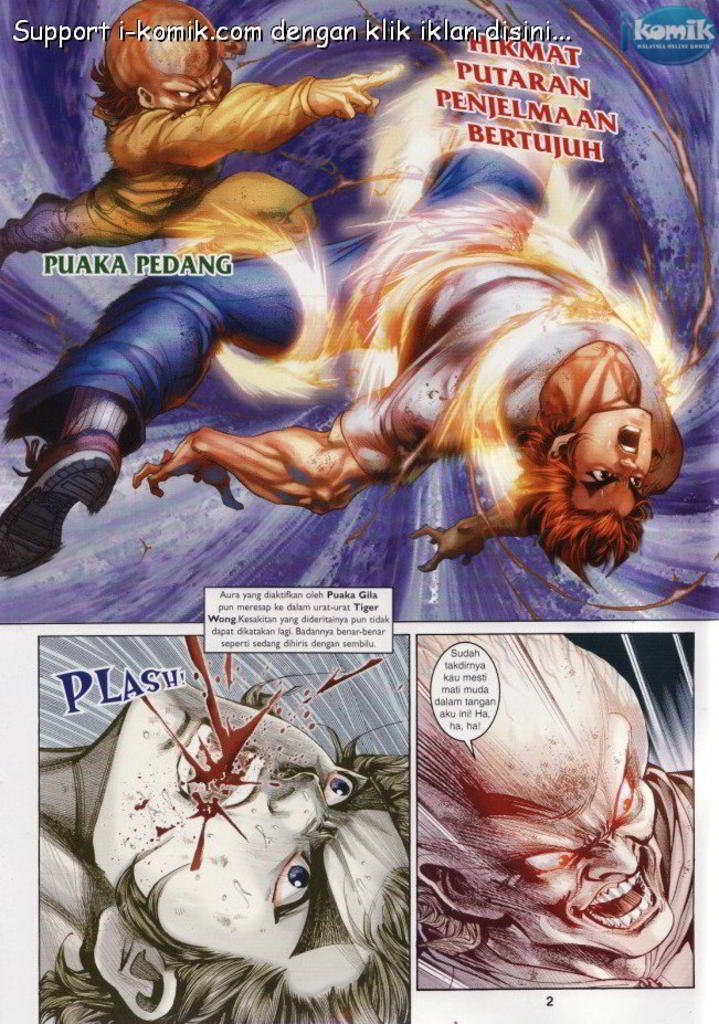 Support i-komik.com dengan klik iklan disini...
komik
MALAYSIA ONLINE KOMIK
HIKMAT
PUTARAN
PENJELMAAN
BERTUJUH
PUAKA PEDANG
Aura yang diaktifkan oleh Puaka Gila
pun meresap ke dalam urat-urat Tiger
Wong.Kesakitan yang dideritainya pun tidak
dapat dikatakan lagi. Badannya benar-benar
seperti sedang dihiris dengan sembilu.
PLASH!
Sudah
takdirnya
kau mesti
mati muda
dalam tangan
aku ini! Ha,
ha, ha!
2